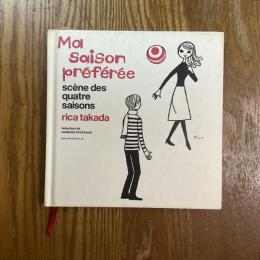 Ma
saison
préférée
scène des
quatre
saisons
rica takada